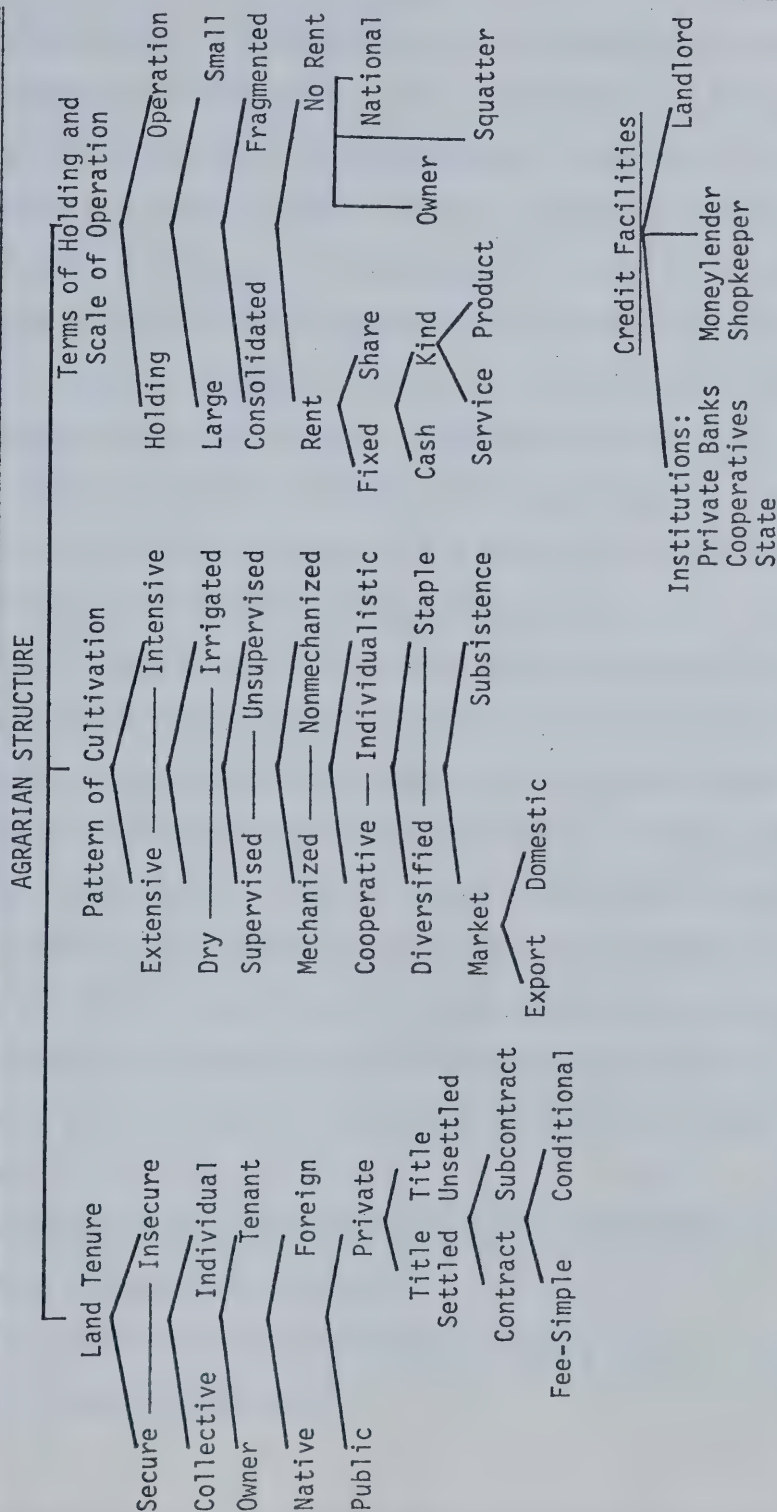 AGRARIAN STRUCTURE
Land Tenure
Secure Insecure
Collective Individual
Owner Tenant
Native Foreign
Public Private
Title Title
Settled Unsettled
Contract Subcontract
Fee-Simple Conditional
Pattern of Cultivation
Extensive Intensive
Dry Irrigated
Supervised Unsupervised
Mechanized Nonmechanized
Cooperative Individualistic
Diversified Staple
Market Subsistence
Export Domestic
Terms of Holding and
Scale of Operation
Holding Operation
Large Small
Consolidated Fragmented
Rent No Rent
Fixed Share
Cash Kind
Service Product
Owner National
Squatter
Credit Facilities
Institutions:
Private Banks
Cooperatives
State
Moneylender
Shopkeeper
Landlord